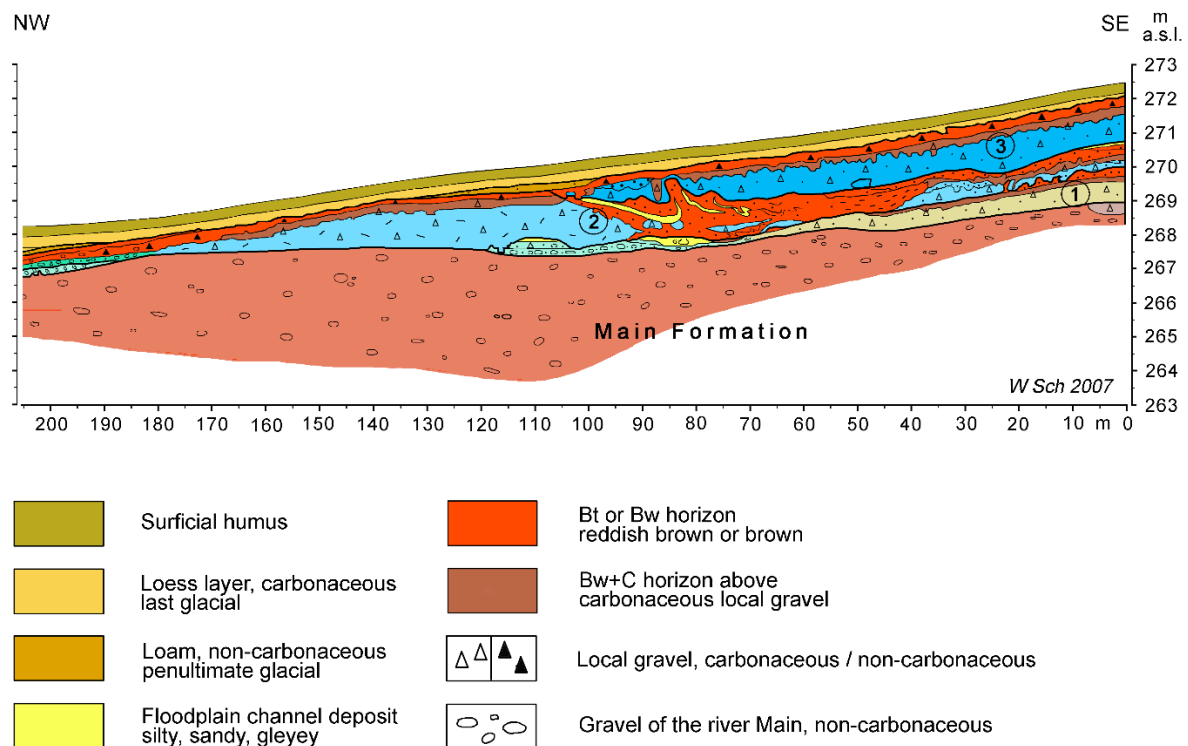 NW
SE
m
a.s.l.
273
272
271
270
269
268
267
266
265
264
263
3
2
1
Main Formation
W Sch 2007
200 190 180 170 160 150 140 130 120 110 100 90 80 70 60 50 40 30 20 10 m 0
Surficial humus
Loess layer, carbonaceous
last glacial
Loam, non-carbonaceous
penultimate glacial
Floodplain channel deposit
silty, sandy, gleyey
Bt or Bw horizon
reddish brown or brown
Bw+C horizon above
carbonaceous local gravel
Local gravel, carbonaceous / non-carbonaceous
Gravel of the river Main, non-carbonaceous